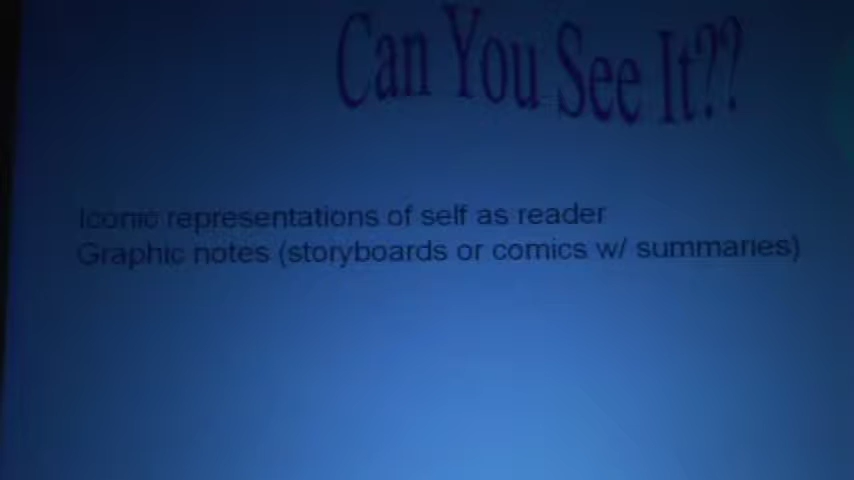 Can You See It??
Iconic representations of self as reader
Graphic notes (storyboards or comics w/ summaries)